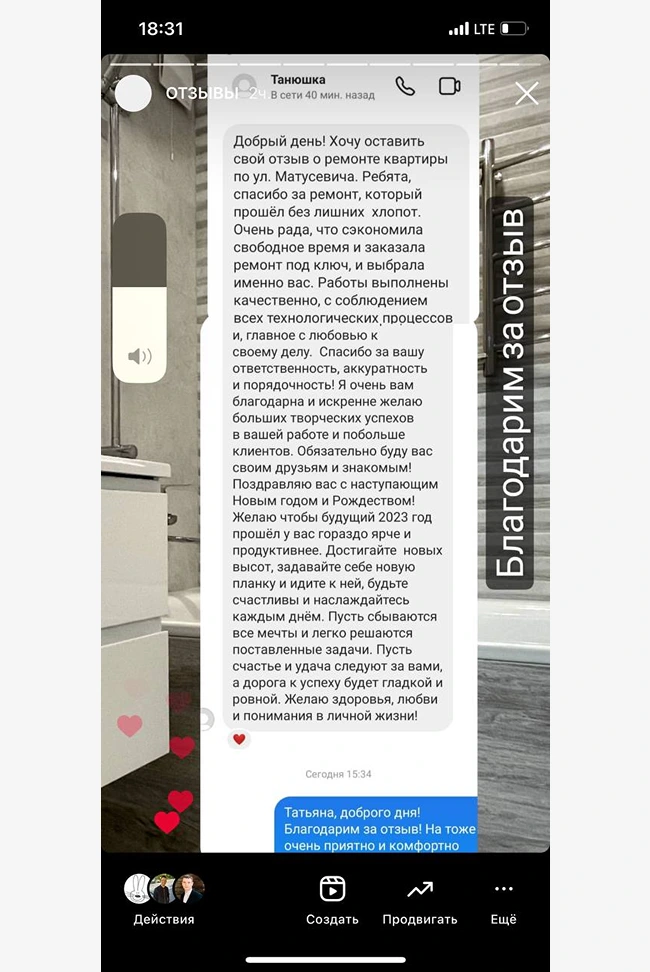 18:31
LTE
ОТЗЫВЫ 2ч.
Танюшка
В сети 40 мин. назад
Добрый день! Хочу оставить
свой отзыв о ремонте квартиры
по ул. Матусевича. Ребята,
спасибо за ремонт, который
прошёл без лишних хлопот.
Очень рада, что сэкономила
свободное время и заказала
ремонт под ключ, и выбрала
именно вас. Работы выполнены
качественно, с соблюдением
всех технологических процессов
и, главное с любовью к
своему делу. Спасибо за вашу
ответственность, аккуратность
и порядочность! Я очень вам
благодарна и искренне желаю
больших творческих успехов
в вашей работе и побольше
клиентов. Обязательно буду вас
своим друзьям и знакомым!
Поздравляю вас с наступающим
Новым годом и Рождеством!
Желаю чтобы будущий 2023 год
прошёл у вас гораздо ярче и
продуктивнее. Достигайте новых
высот, задавайте себе новую
планку и идите к ней, будьте
счастливы и наслаждайтесь
каждым днём. Пусть сбываются
все мечты и легко решаются
поставленные задачи. Пусть
счастье и удача следуют за вами,
а дорога к успеху будет гладкой и
ровной. Желаю здоровья, любви
и понимания в личной жизни!
Благодарим за отзыв
Сегодня 15:34
Татьяна, доброго дня!
Благодарим за отзыв! На тоже
очень приятно и комфортно
Действия
Создать
Продвигать
Ещё